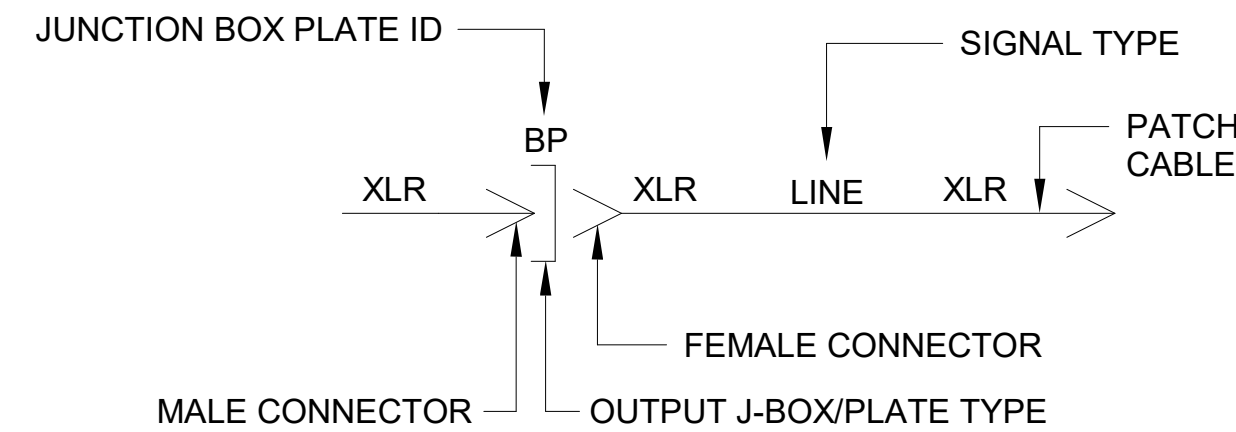 JUNCTION BOX PLATE ID
SIGNAL TYPE
PATCH
CABLE
BP
XLR
XLR
LINE
XLR
FEMALE CONNECTOR
MALE CONNECTOR
OUTPUT J-BOX/PLATE TYPE